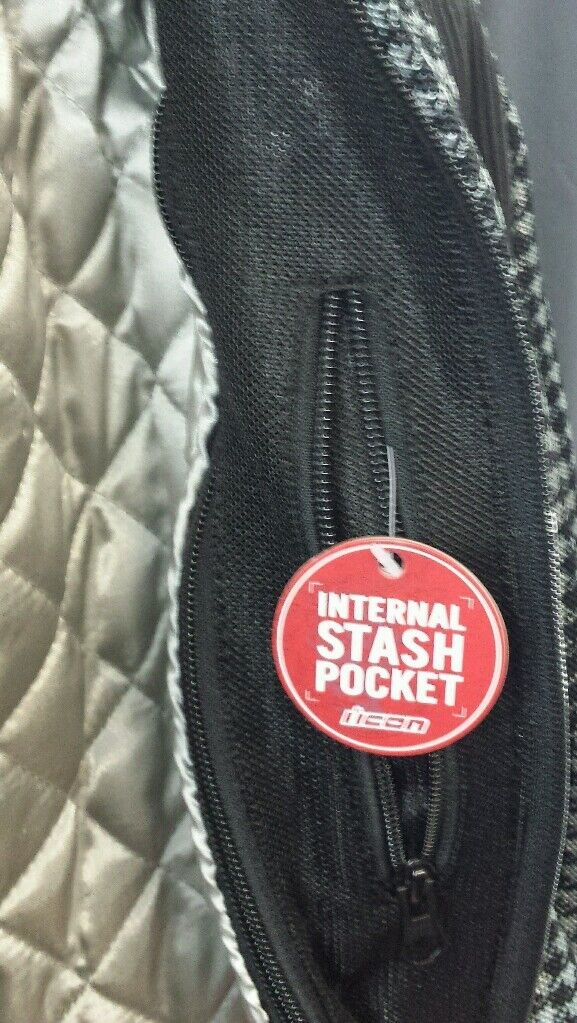 INTERNAL
STASH
POCKET
icon